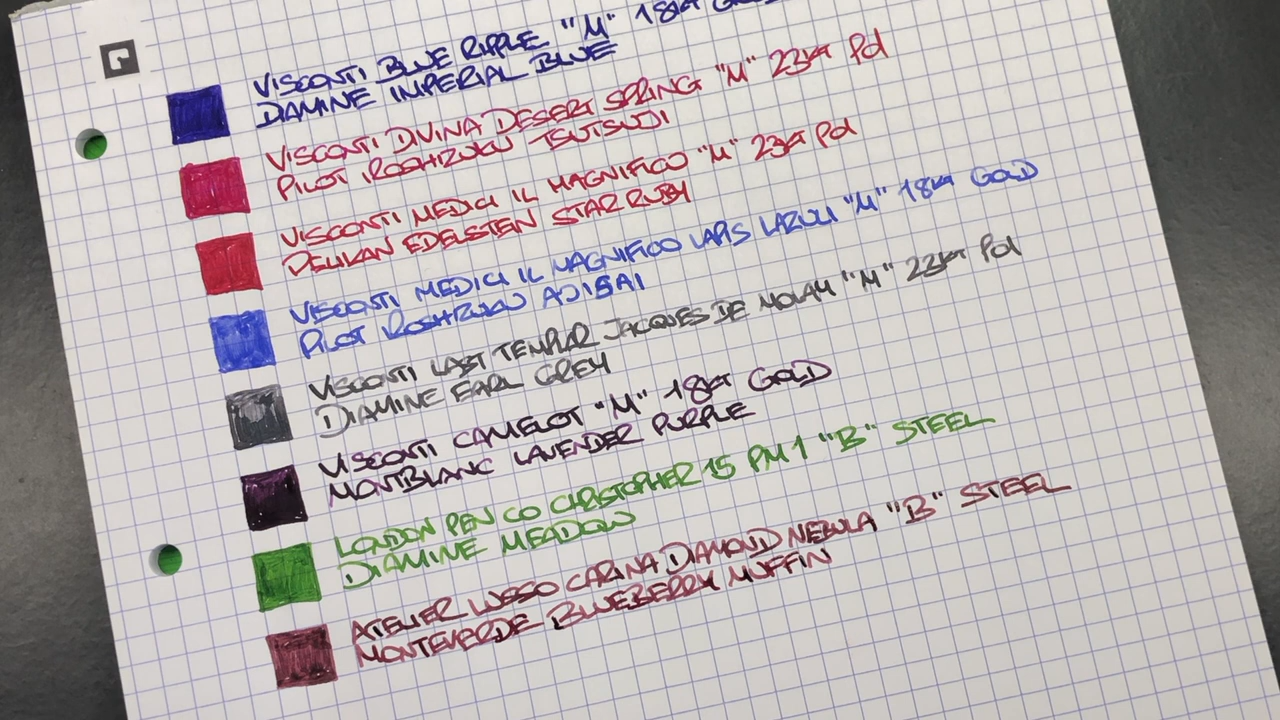 VISCONTI BLUE RIPPLE "M" 18kt GOLD
DIAMINE IMPERIAL BLUE
VISCONTI DIVINA DESERT SPRING "M" 23kt Pd
PILOT IROSHIZUKU TSUTSUJI
VISCONTI MEDICI IL MAGNIFICO "M" 23kt Pd
PELIKAN EDELSTEIN STAR RUBY
VISCONTI MEDICI IL MAGNIFICO LAPIS LAZULI "M" 18kt GOLD
PILOT IROSHIZUKU AJISAI
VISCONTI LAST TEMPLAR JACQUES DE MOLAY "M" 23kt Pd
DIAMINE EARL GREY
VISCONTI CAMELOT "M" 18kt GOLD
MONTBLANC LAVENDER PURPLE
LONDON PEN CO CHRISTOPHER 15 PM1 "B" STEEL
DIAMINE MEADOW
ATELIER LUSSO CARINA DIAMOND NEBULA "B" STEEL
MONTEVERDE BLUEBERRY MUFFIN